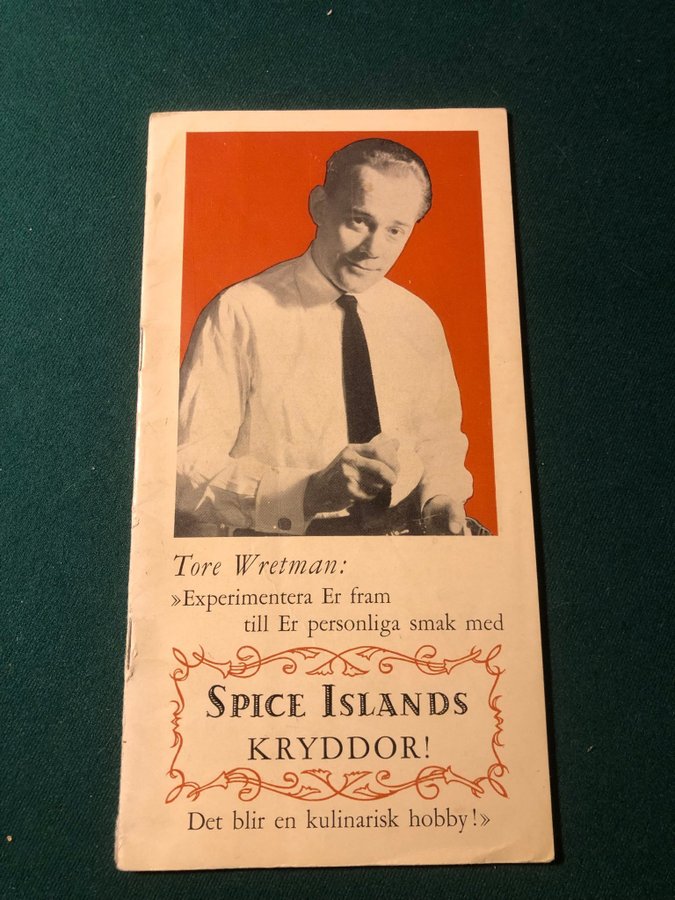 Tore Wretman:
»Experimentera Er fram
till Er personliga smak med
SPICE ISLANDS
KRYDDOR!
Det blir en kulinarisk hobby!»